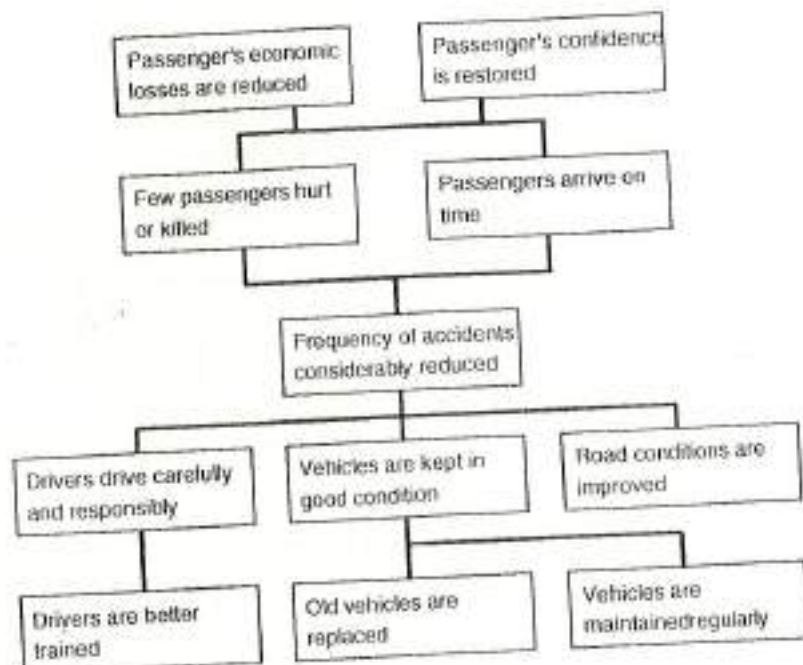 Passenger's economic
losses are reduced
Passenger's confidence
is restored
Few passengers hurt
or killed
Passengers arrive on
time
Frequency of accidents
considerably reduced
Drivers drive carefully
and responsibly
Vehicles are kept in
good condition
Road conditions are
improved
Drivers are better
trained
Old vehicles are
replaced
Vehicles are
maintainedregularly